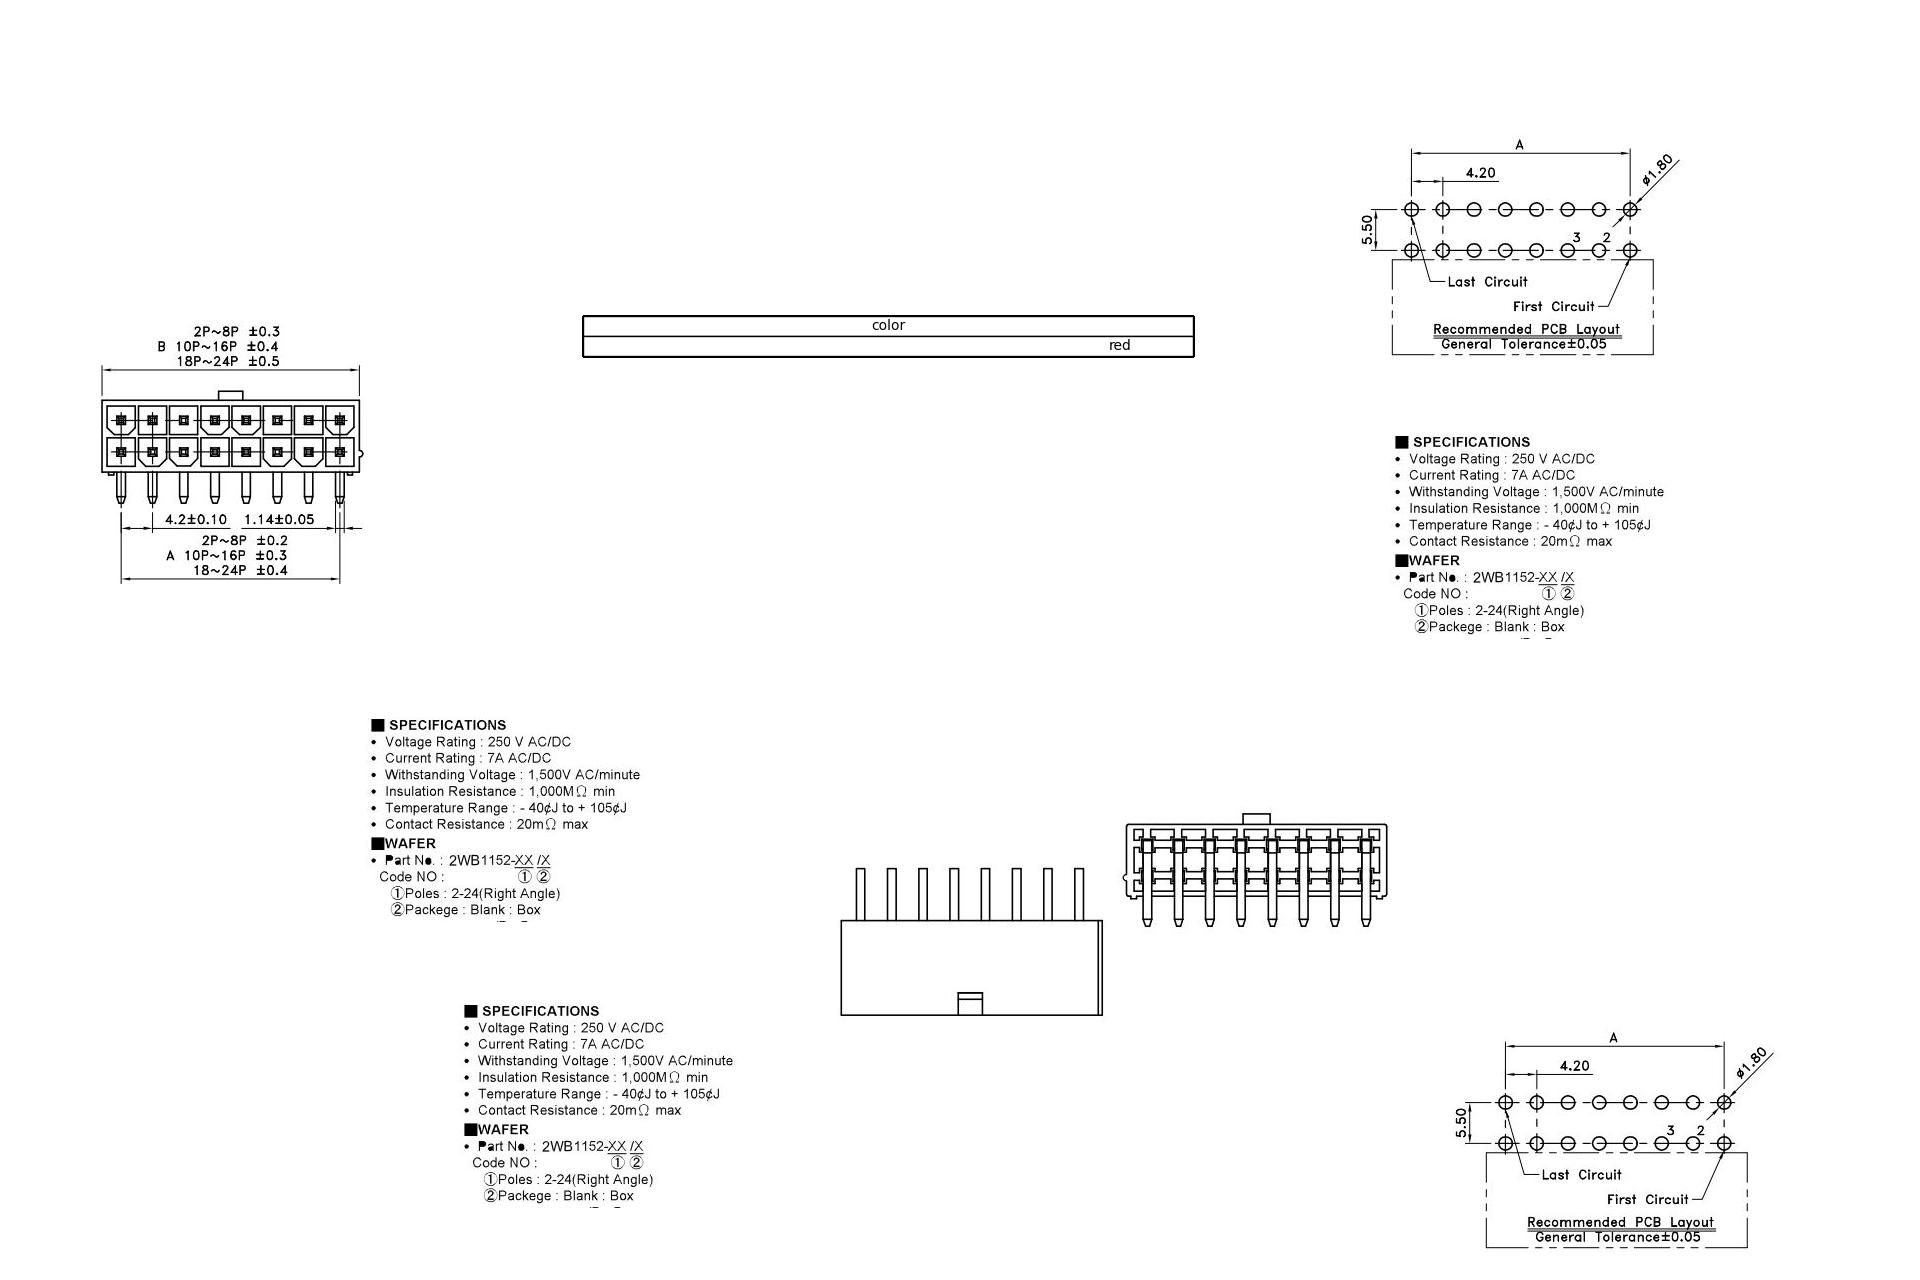 A
4.20
ø1.80
5.50
3 2
Last Circuit
First Circuit
Recommended PCB Layout
General Tolerance±0.05
color
red
2P~8P ±0.3
B 10P~16P ±0.4
18P~24P ±0.5
4.2±0.10 1.14±0.05
2P~8P ±0.2
A 10P~16P ±0.3
18~24P ±0.4
■ SPECIFICATIONS
• Voltage Rating : 250 V AC/DC
• Current Rating : 7A AC/DC
• Withstanding Voltage : 1,500V AC/minute
• Insulation Resistance : 1,000MΩ min
• Temperature Range : - 40¢J to + 105¢J
• Contact Resistance : 20mΩ max
■WAFER
• Part No. : 2WB1152-XX /X
Code NO : ① ②
①Poles : 2-24(Right Angle)
②Packege : Blank : Box
■ SPECIFICATIONS
• Voltage Rating : 250 V AC/DC
• Current Rating : 7A AC/DC
• Withstanding Voltage : 1,500V AC/minute
• Insulation Resistance : 1,000MΩ min
• Temperature Range : - 40¢J to + 105¢J
• Contact Resistance : 20mΩ max
■WAFER
• Part No. : 2WB1152-XX /X
Code NO : ① ②
①Poles : 2-24(Right Angle)
②Packege : Blank : Box
■ SPECIFICATIONS
• Voltage Rating : 250 V AC/DC
• Current Rating : 7A AC/DC
• Withstanding Voltage : 1,500V AC/minute
• Insulation Resistance : 1,000MΩ min
• Temperature Range : - 40¢J to + 105¢J
• Contact Resistance : 20mΩ max
■WAFER
• Part No. : 2WB1152-XX /X
Code NO : ① ②
①Poles : 2-24(Right Angle)
②Packege : Blank : Box
A
4.20
ø1.80
5.50
3 2
Last Circuit
First Circuit
Recommended PCB Layout
General Tolerance±0.05